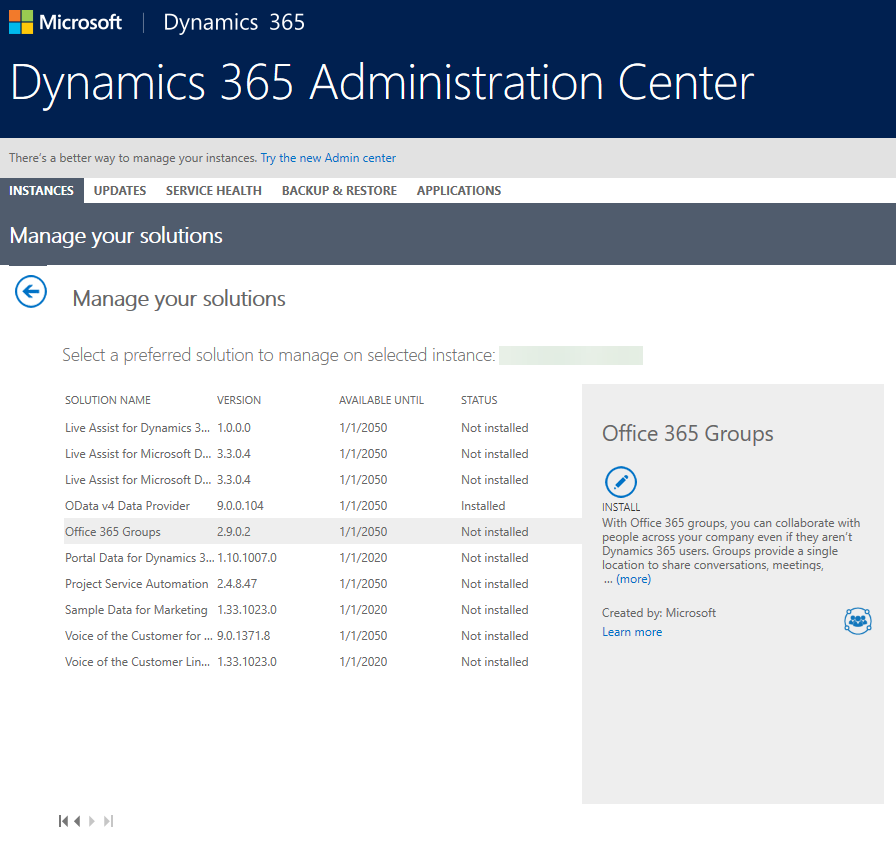 Microsoft | Dynamics 365
Dynamics 365 Administration Center
There's a better way to manage your instances. Try the new Admin center
INSTANCES UPDATES SERVICE HEALTH BACKUP & RESTORE APPLICATIONS
Manage your solutions
Manage your solutions
Select a preferred solution to manage on selected instance:
SOLUTION NAME VERSION AVAILABLE UNTIL STATUS
Live Assist for Dynamics 3... 1.0.0.0 1/1/2050 Not installed
Live Assist for Microsoft D... 3.3.0.4 1/1/2050 Not installed
Live Assist for Microsoft D... 3.3.0.4 1/1/2050 Not installed
OData v4 Data Provider 9.0.0.104 1/1/2050 Installed
Office 365 Groups 2.9.0.2 1/1/2050 Not installed
Portal Data for Dynamics 3... 1.10.1007.0 1/1/2020 Not installed
Project Service Automation 2.4.8.47 1/1/2050 Not installed
Sample Data for Marketing 1.33.1023.0 1/1/2020 Not installed
Voice of the Customer for ... 9.0.1371.8 1/1/2050 Not installed
Voice of the Customer Lin... 1.33.1023.0 1/1/2020 Not installed
Office 365 Groups
INSTALL
With Office 365 groups, you can collaborate with
people across your company even if they aren't
Dynamics 365 users. Groups provide a single
location to share conversations, meetings,
... (more)
Created by: Microsoft
Learn more